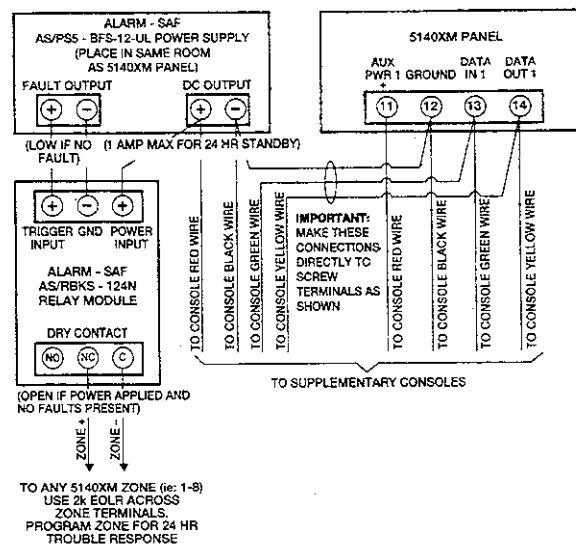 ALARM - SAF
AS/PS5 - BFS-12-UL POWER SUPPLY
(PLACE IN SAME ROOM
AS 5140XM PANEL)
FAULT OUTPUT
DC OUTPUT
+ − + −
(LOW IF NO
FAULT)
(1 AMP MAX FOR 24 HR STANDBY)
5140XM PANEL
AUX
PWR 1
+
GROUND
DATA
IN 1
DATA
OUT 1
11 12 13 14
+ − +
TRIGGER
INPUT
GND
POWER
INPUT
ALARM - SAF
AS/RBKS - 124N
RELAY MODULE
DRY CONTACT
NO NC C
(OPEN IF POWER APPLIED AND
NO FAULTS PRESENT)
ZONE +
ZONE −
TO ANY 5140XM ZONE (ie: 1-8)
USE 2k EOLR ACROSS
ZONE TERMINALS.
PROGRAM ZONE FOR 24 HR
TROUBLE RESPONSE
TO CONSOLE RED WIRE
TO CONSOLE BLACK WIRE
TO CONSOLE GREEN WIRE
TO CONSOLE YELLOW WIRE
IMPORTANT:
MAKE THESE
CONNECTIONS
DIRECTLY TO
SCREW
TERMINALS AS
SHOWN
TO CONSOLE RED WIRE
TO CONSOLE BLACK WIRE
TO CONSOLE GREEN WIRE
TO CONSOLE YELLOW WIRE
TO SUPPLEMENTARY CONSOLES